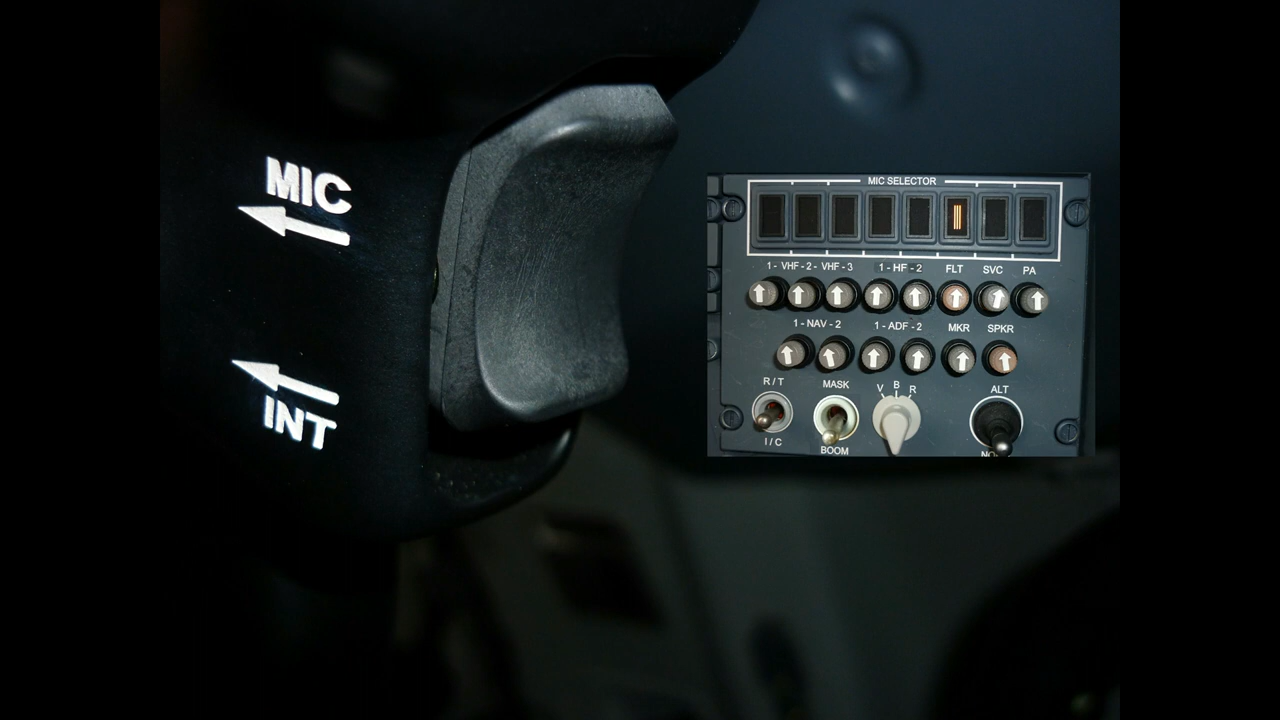 MIC
INT
MIC SELECTOR
1 - VHF - 2 - VHF - 3 1 - HF - 2 FLT SVC PA
1 - NAV - 2 1 - ADF - 2 MKR SPKR
R / T MASK V B R ALT
I / C BOOM